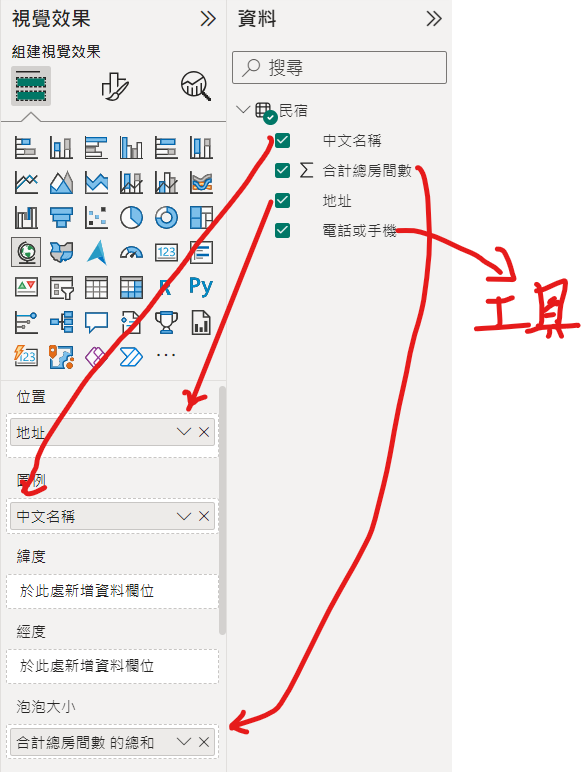 視覺效果
組建視覺效果
123
R
Py
123
...
位置
地址
圖例
中文名稱
緯度
於此處新增資料欄位
經度
於此處新增資料欄位
泡泡大小
合計總房間數 的總和
資料
搜尋
民宿
中文名稱
Σ 合計總房間數
地址
電話或手機
工具